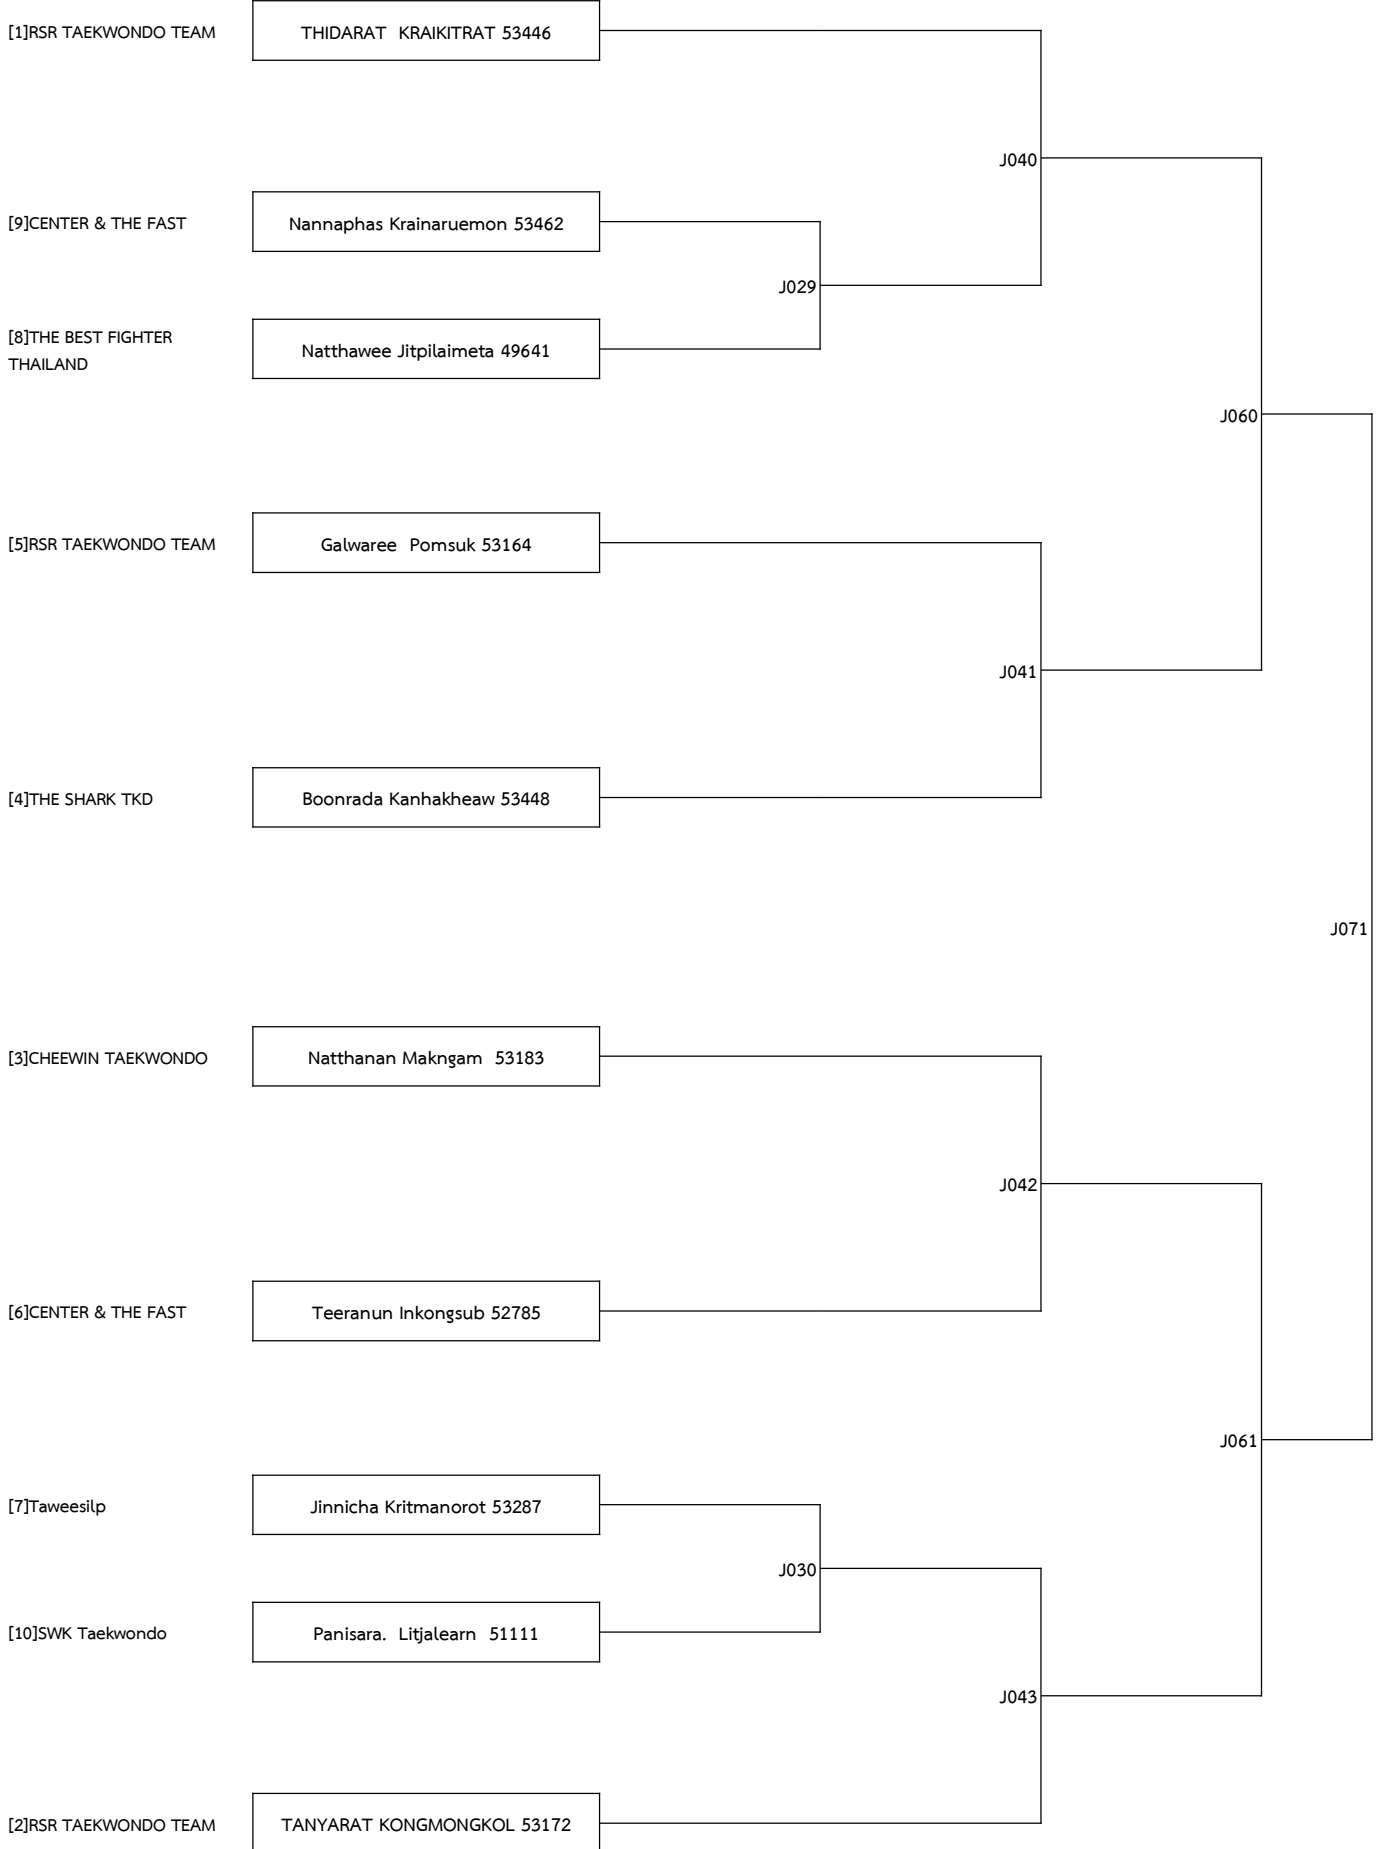 [1]RSR TAEKWONDO TEAM
THIDARAT  KRAIKITRAT 53446
J040
[9]CENTER & THE FAST
Nannaphas Krainaruemon 53462
J029
[8]THE BEST FIGHTER
THAILAND
Natthawee Jitpilaimeta 49641
J060
[5]RSR TAEKWONDO TEAM
Galwaree  Pomsuk 53164
J041
[4]THE SHARK TKD
Boonrada Kanhakheaw 53448
J071
[3]CHEEWIN TAEKWONDO
Natthanan Makngam  53183
J042
[6]CENTER & THE FAST
Teeranun Inkongsub 52785
J061
[7]Taweesilp
Jinnicha Kritmanorot 53287
J030
[10]SWK Taekwondo
Panisara.  Litjalearn  51111
J043
[2]RSR TAEKWONDO TEAM
TANYARAT KONGMONGKOL 53172